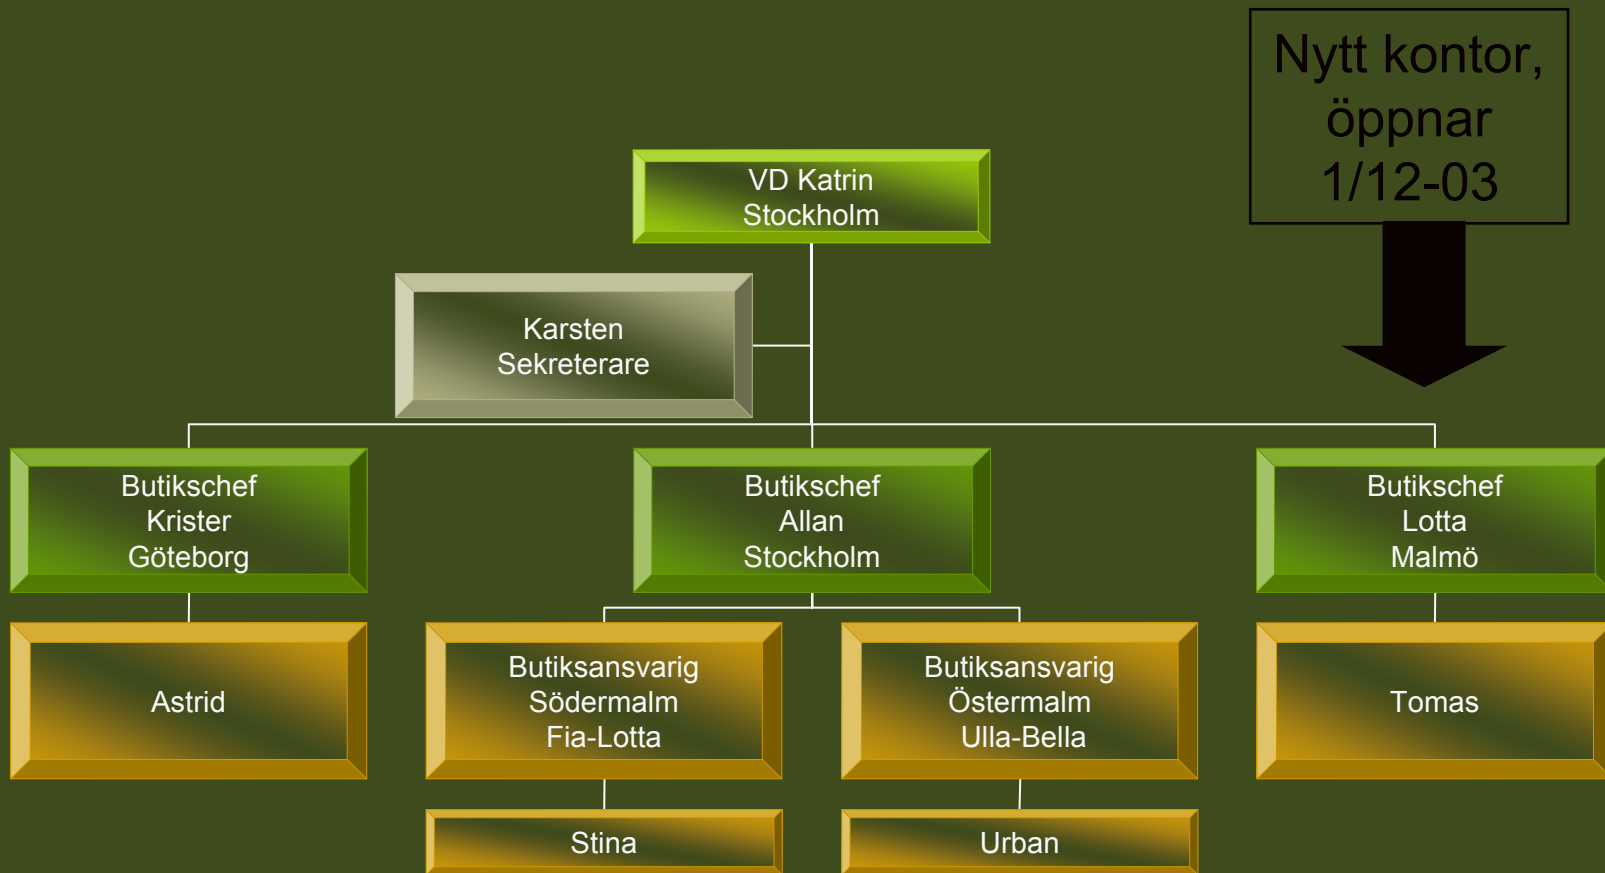 Nytt kontor,
öppnar
1/12-03
VD Katrin
Stockholm
Karsten
Sekreterare
Butikschef
Krister
Göteborg
Butikschef
Allan
Stockholm
Butikschef
Lotta
Malmö
Astrid
Butiksansvarig
Södermalm
Fia-Lotta
Butiksansvarig
Östermalm
Ulla-Bella
Tomas
Stina
Urban